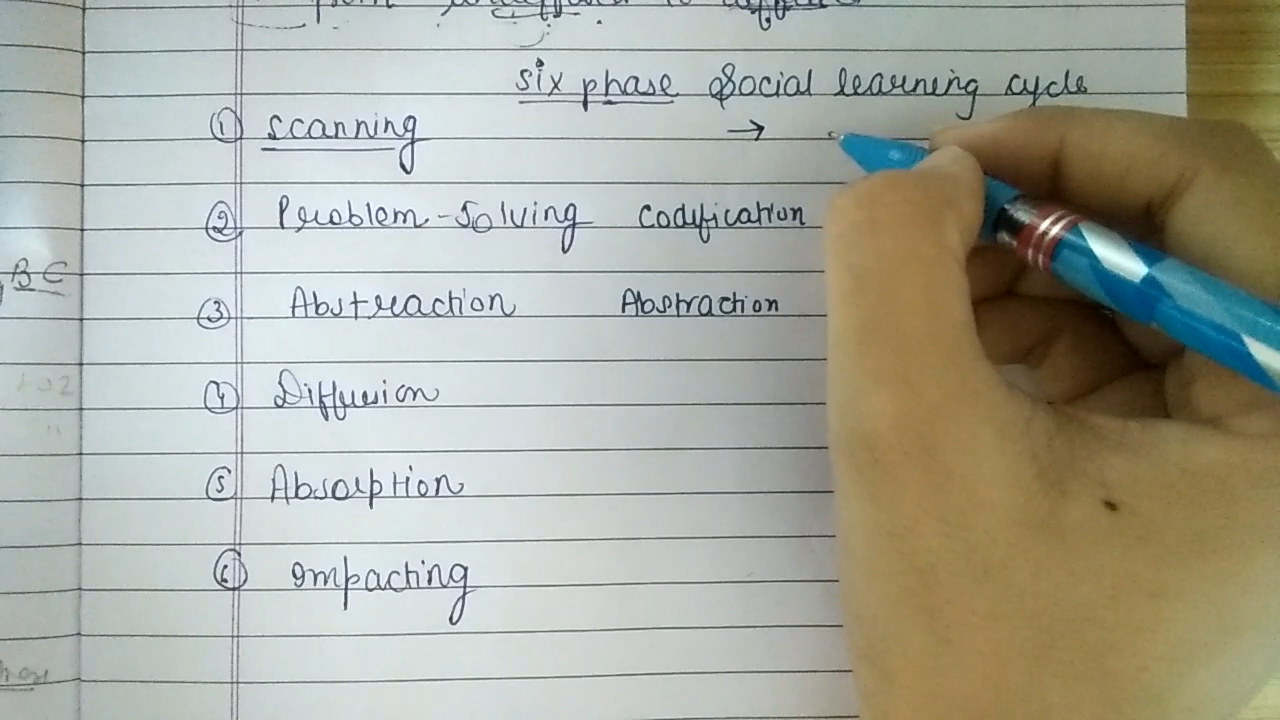 six phase Social learning cycle
① scanning →
② Problem-Solving Codification
③ Abstraction Abstraction
④ Diffusion
⑤ Absorption
⑥ Impacting
BC